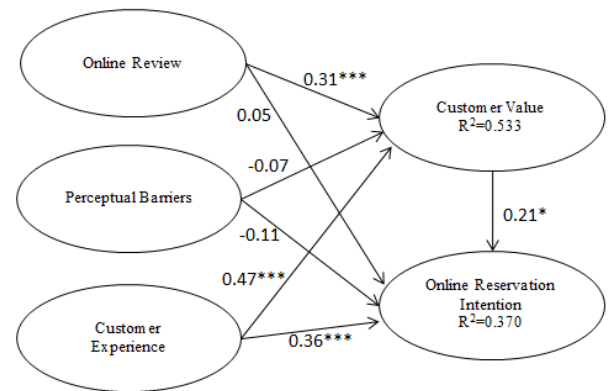 Online Review
0.31***
Customer Value
R²=0.533
0.05
-0.07
Perceptual Barriers
0.21*
-0.11
0.47***
Online Reservation
Intention
R²=0.370
Customer
Experience
0.36***